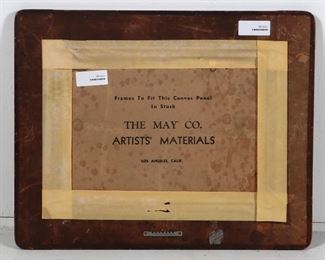 Frames To Fit This Canvas Panel
In Stock
THE MAY CO.
ARTISTS' MATERIALS
LOS ANGELES, CALIF.